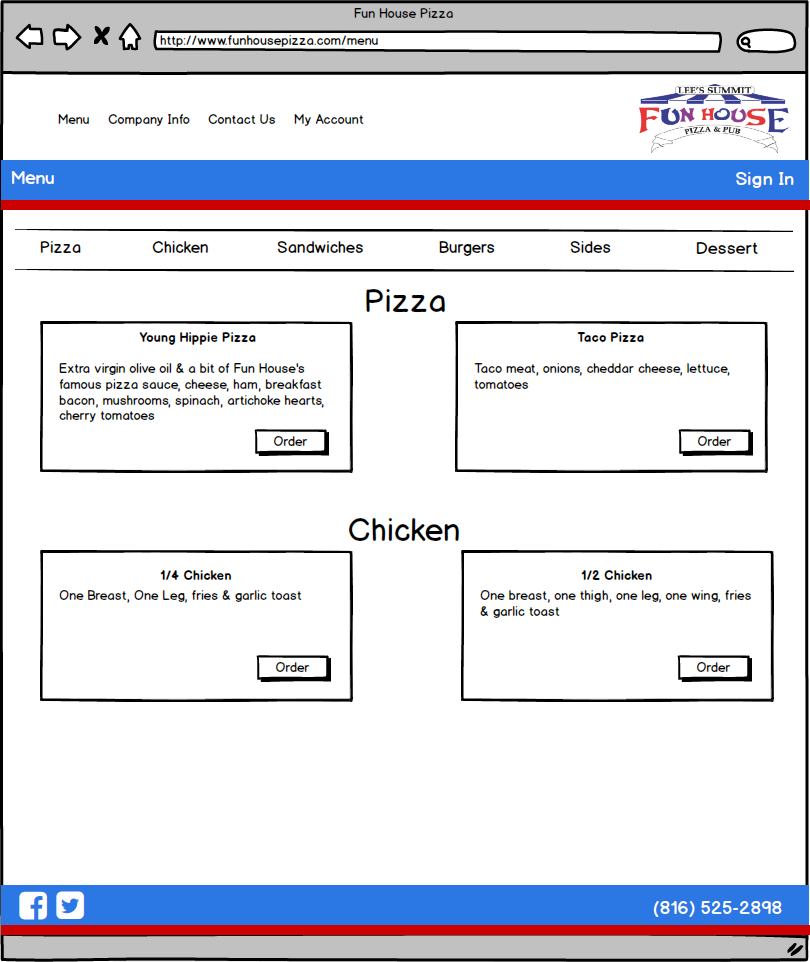 Fun House Pizza
http://www.funhousepizza.com/menu
Menu Company Info Contact Us My Account
LEE'S SUMMIT
FUN HOUSE
PIZZA & PUB
Menu
Sign In
Pizza Chicken Sandwiches Burgers Sides Dessert
Pizza
Young Hippie Pizza
Extra virgin olive oil & a bit of Fun House's
famous pizza sauce, cheese, ham, breakfast
bacon, mushrooms, spinach, artichoke hearts,
cherry tomatoes
Order
Taco Pizza
Taco meat, onions, cheddar cheese, lettuce,
tomatoes
Order
Chicken
1/4 Chicken
One Breast, One Leg, fries & garlic toast
Order
1/2 Chicken
One breast, one thigh, one leg, one wing, fries
& garlic toast
Order
(816) 525-2898